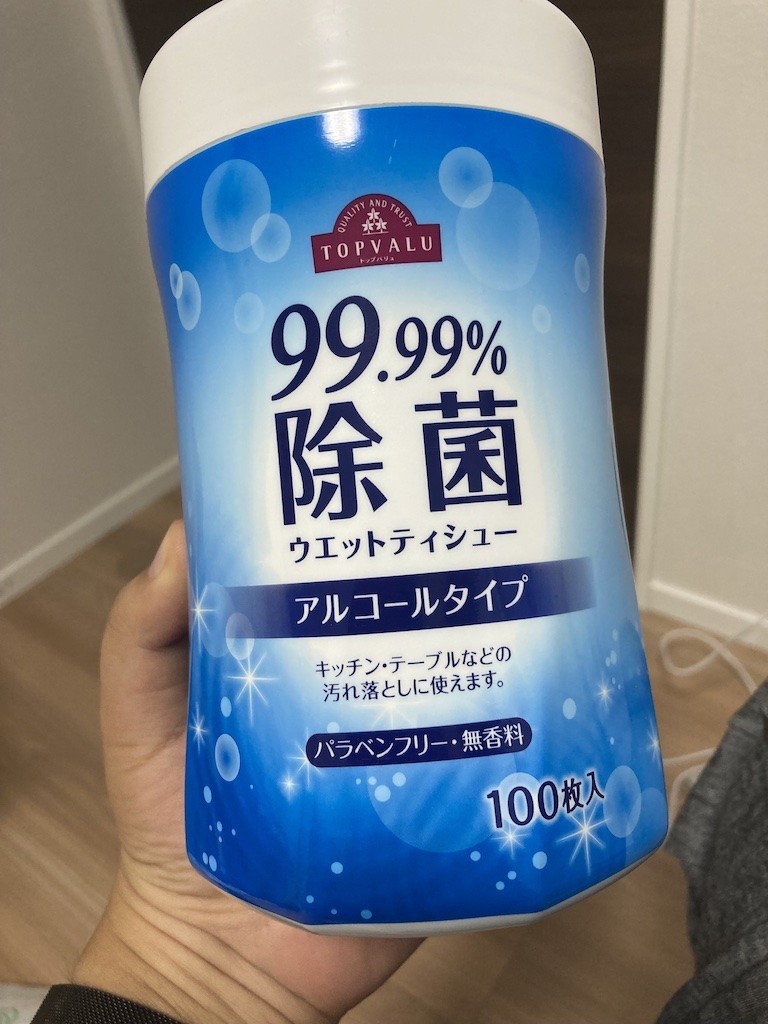 QUALITY AND TRUST
TOPVALU
トップバリュ
99.99%
除菌
ウエットティシュー
アルコールタイプ
キッチン・テーブルなどの
汚れ落としに使えます。
パラベンフリー・無香料
100枚入